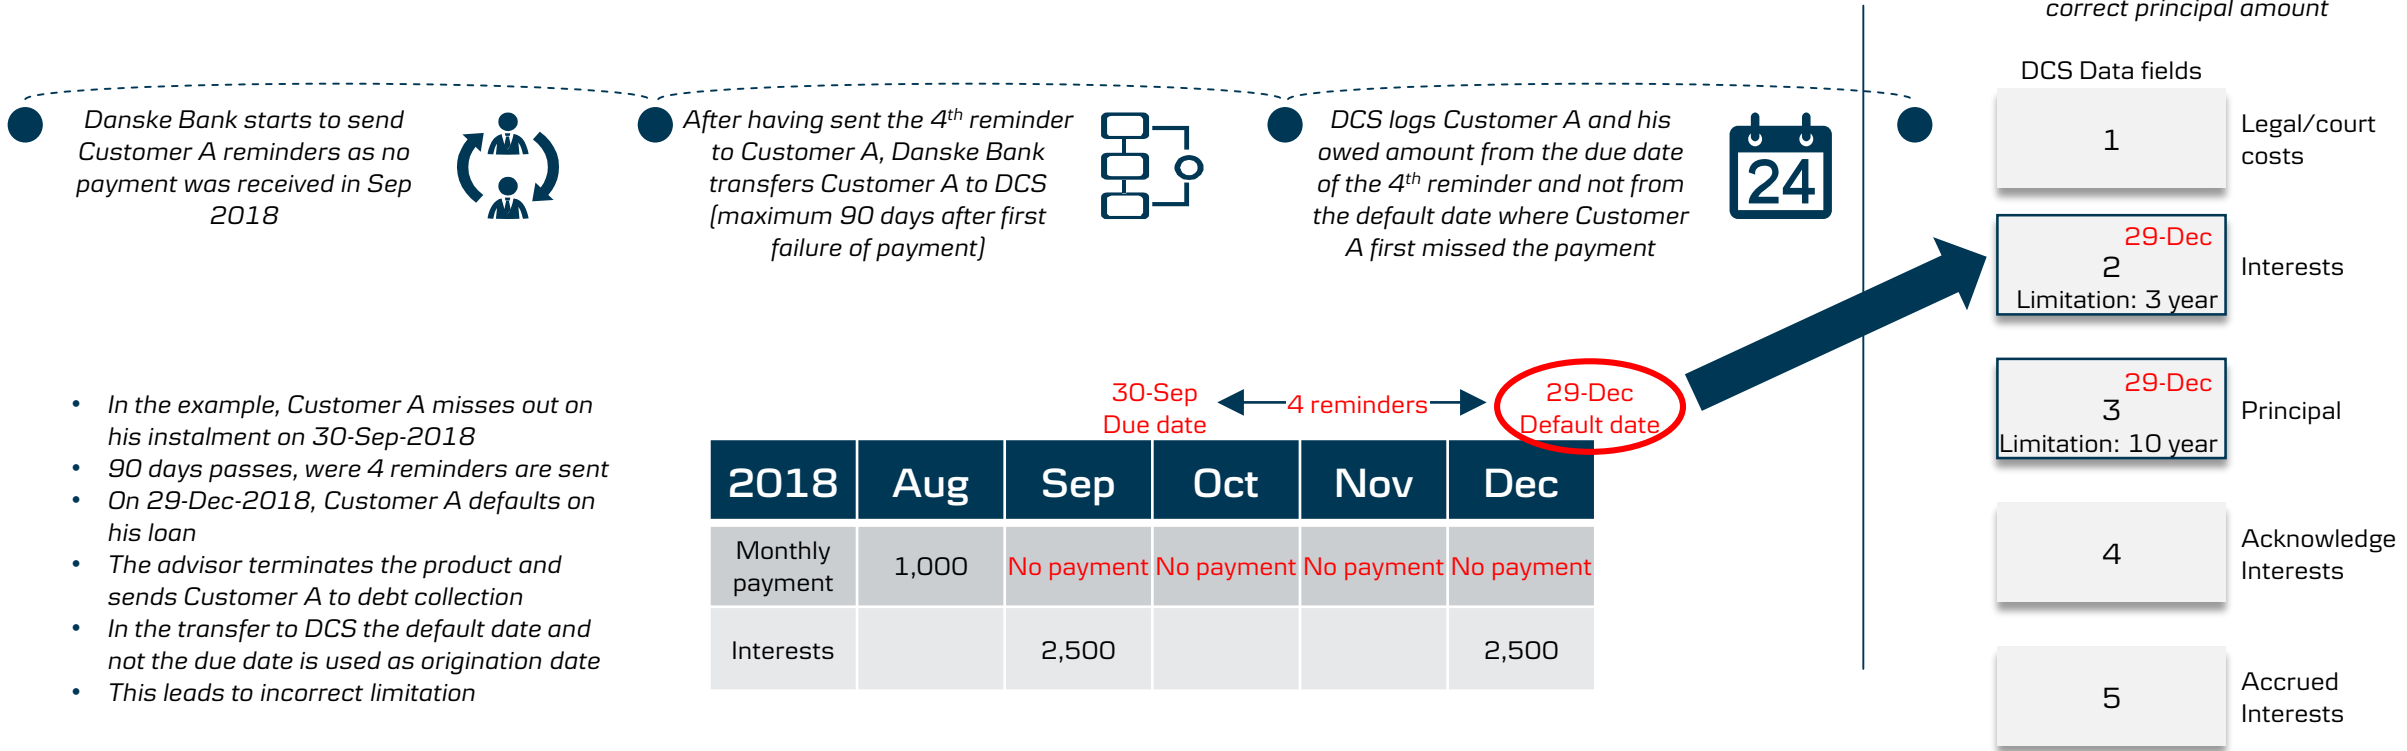 correct principal amount
Danske Bank starts to send
Customer A reminders as no
payment was received in Sep
2018
After having sent the 4th reminder
to Customer A, Danske Bank
transfers Customer A to DCS
(maximum 90 days after first
failure of payment)
DCS logs Customer A and his
owed amount from the due date
of the 4th reminder and not from
the default date where Customer
A first missed the payment
24
• In the example, Customer A misses out on
his instalment on 30-Sep-2018
• 90 days passes, were 4 reminders are sent
• On 29-Dec-2018, Customer A defaults on
his loan
• The advisor terminates the product and
sends Customer A to debt collection
• In the transfer to DCS the default date and
not the due date is used as origination date
• This leads to incorrect limitation
30-Sep
Due date
4 reminders
29-Dec
Default date
2018 Aug Sep Oct Nov Dec
Monthly
payment
1,000 No payment No payment No payment No payment
Interests 2,500 2,500
DCS Data fields
1
Legal/court
costs
29-Dec
2
Limitation: 3 year
Interests
29-Dec
3
Limitation: 10 year
Principal
4
Acknowledge
Interests
5
Accrued
Interests